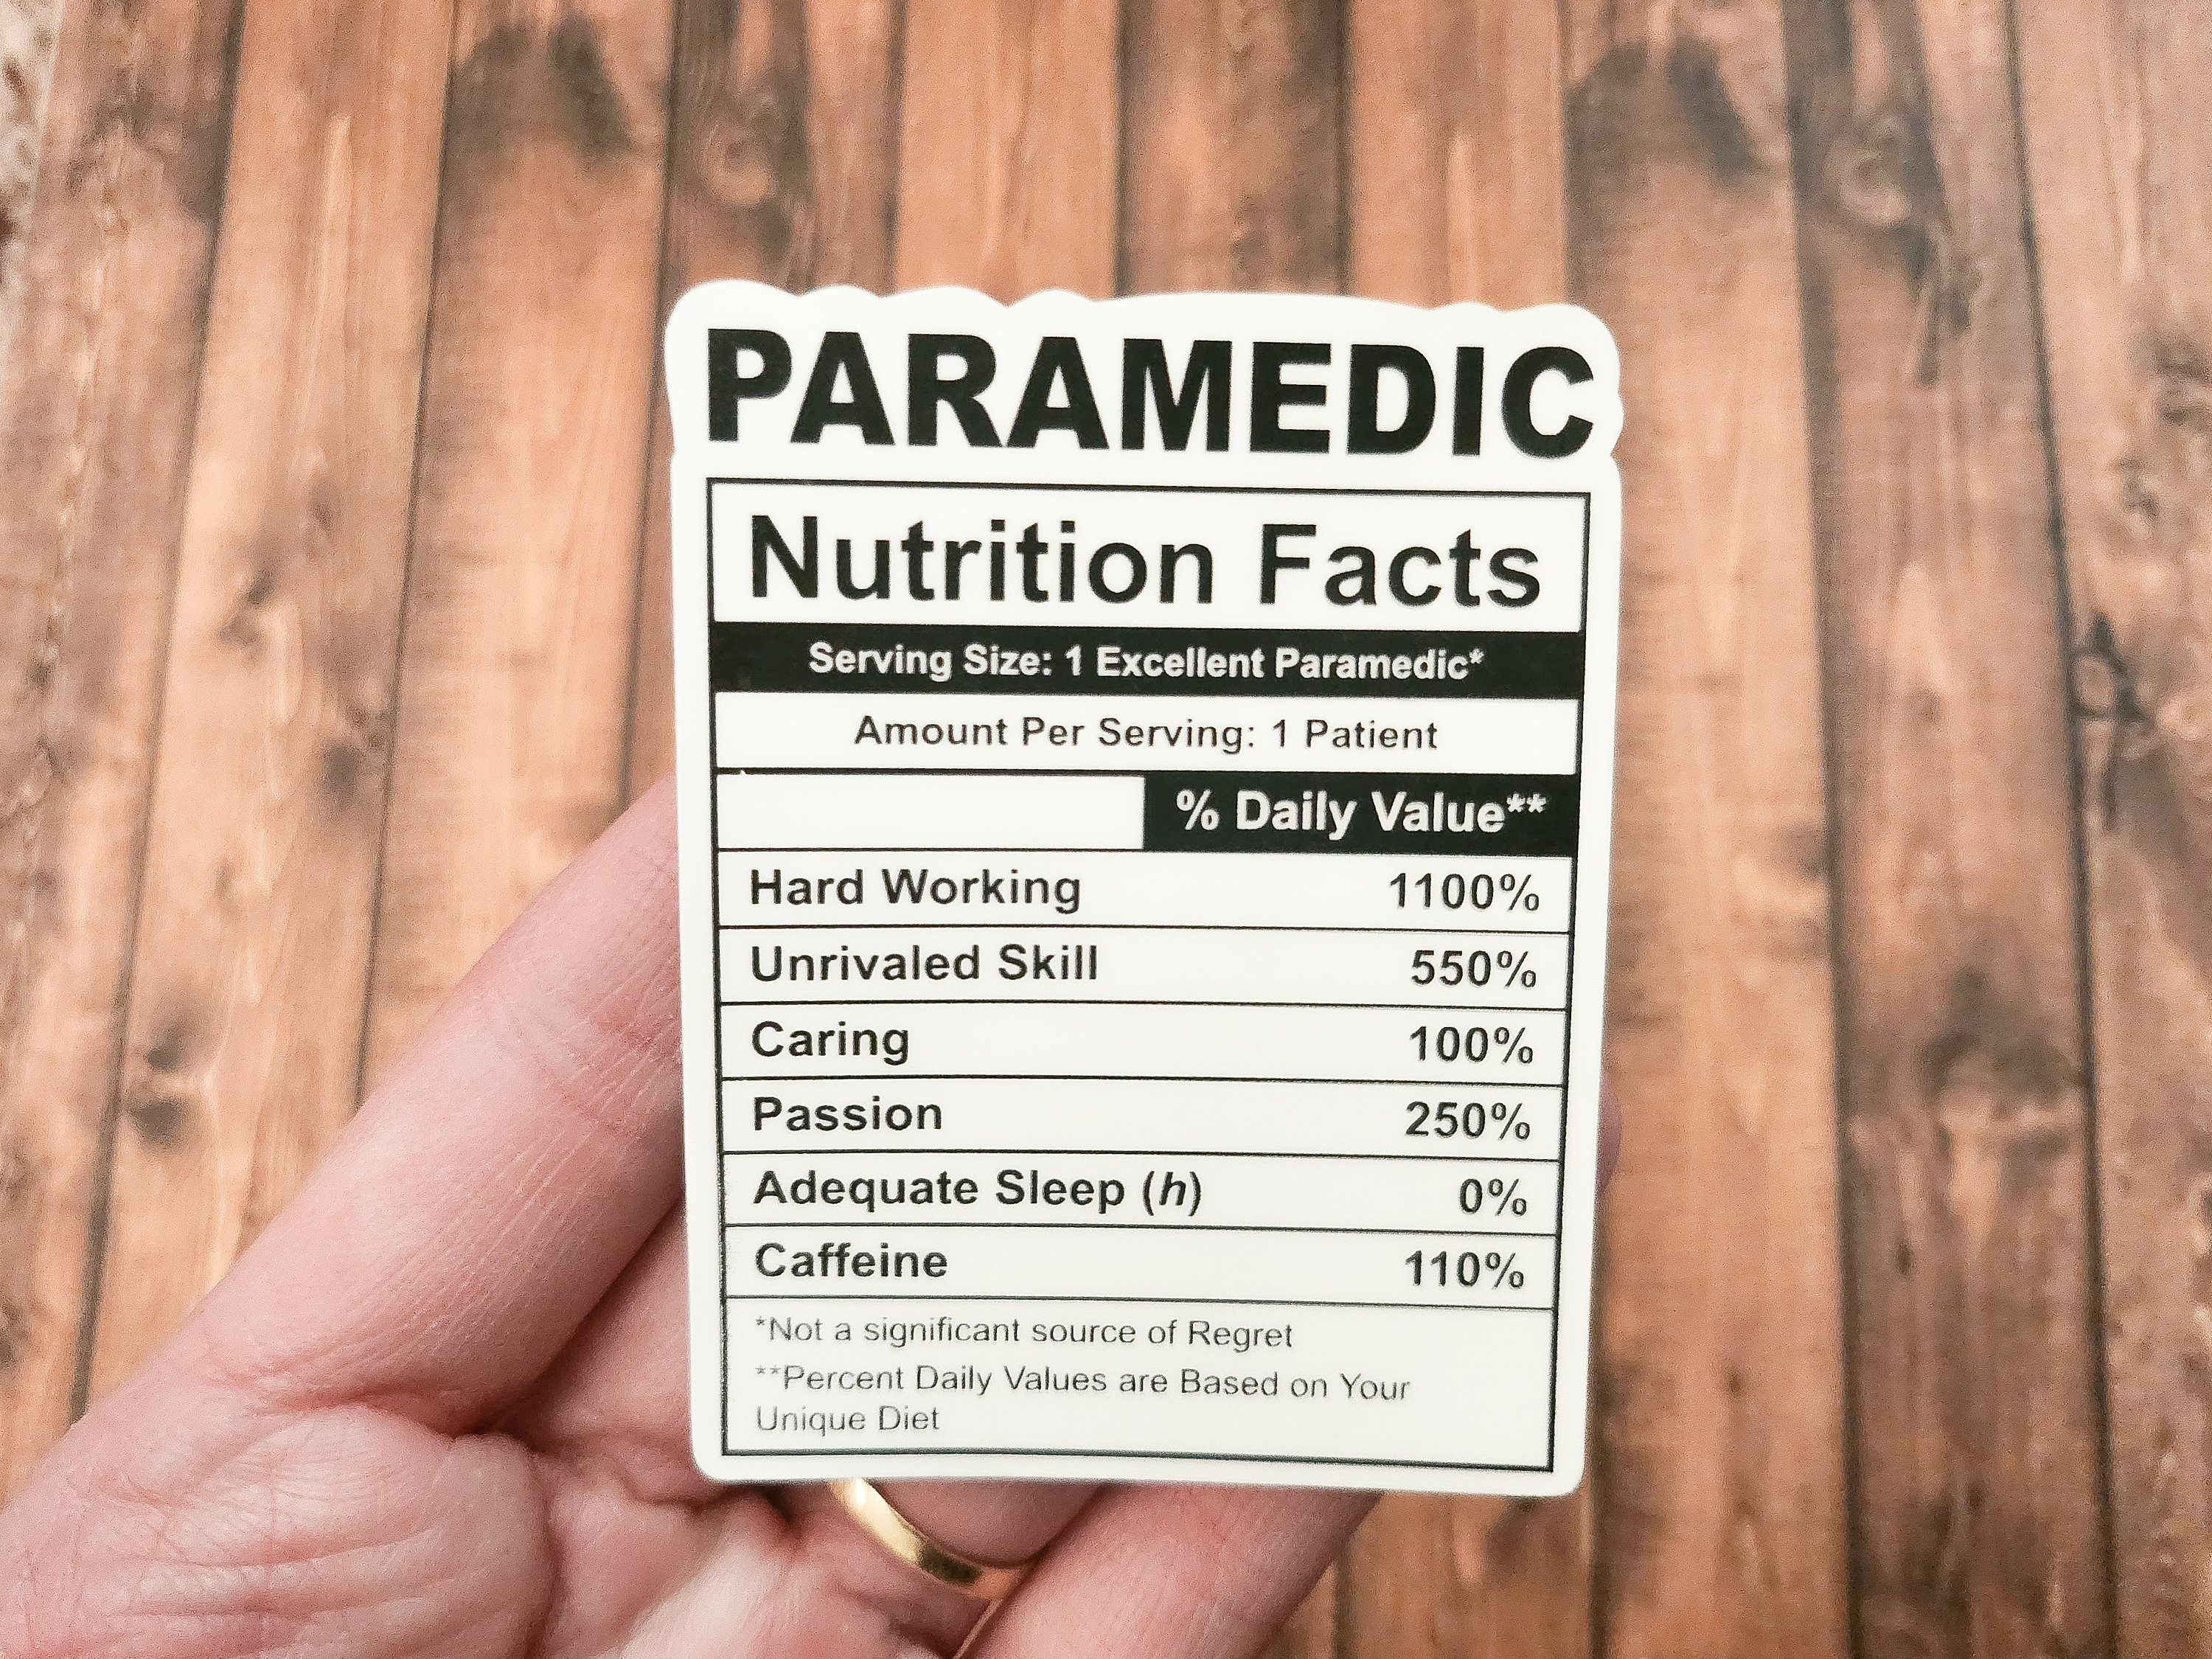 PARAMEDIC
Nutrition Facts
Serving Size: 1 Excellent Paramedic*
Amount Per Serving: 1 Patient
% Daily Value**
Hard Working 1100%
Unrivaled Skill 550%
Caring 100%
Passion 250%
Adequate Sleep (h) 0%
Caffeine 110%
*Not a significant source of Regret
**Percent Daily Values are Based on Your
Unique Diet